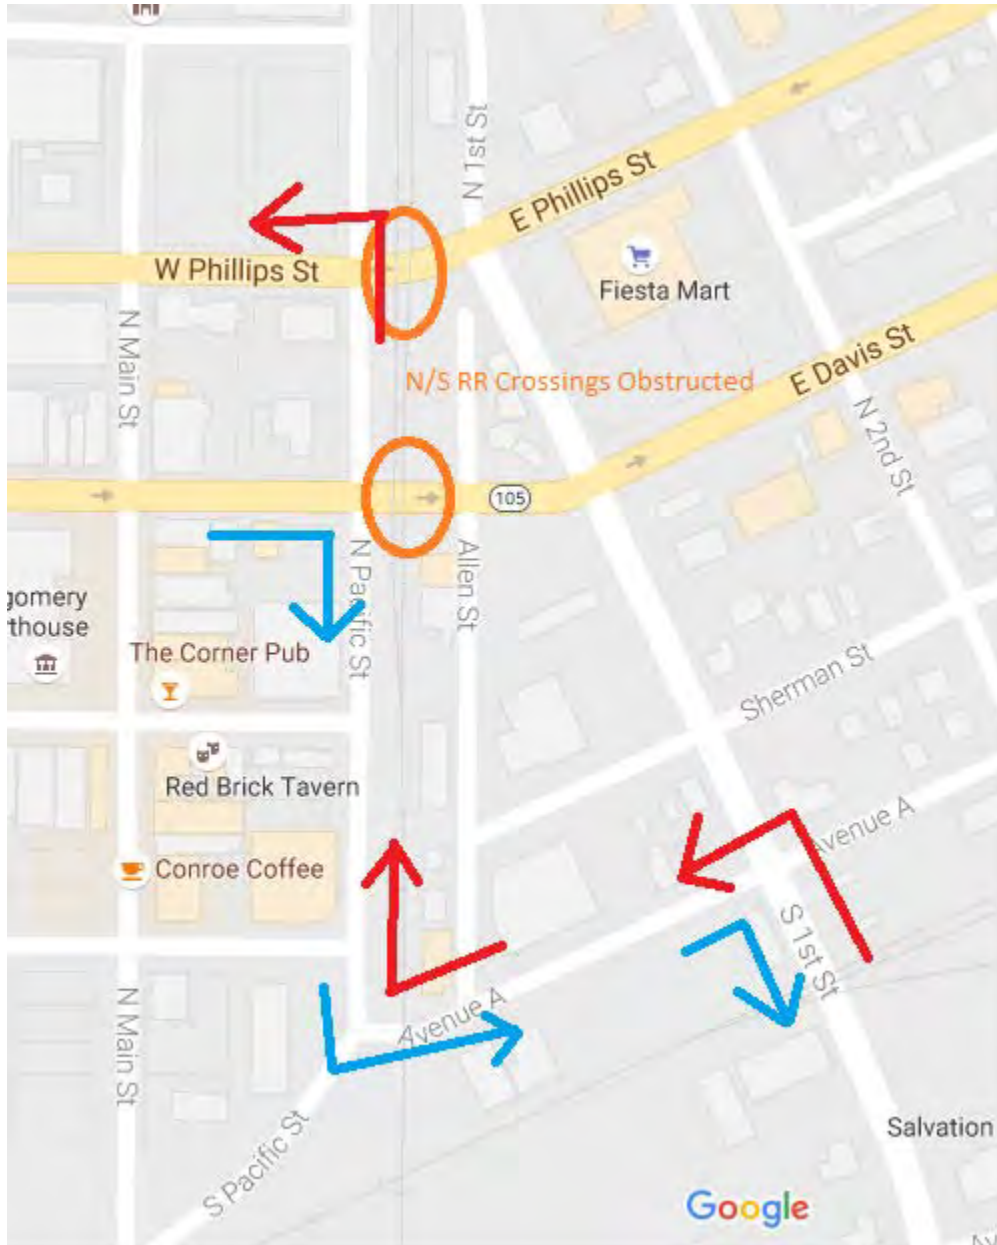 N 1st St
E Phillips St
W Phillips St
Fiesta Mart
N Main St
N/S RR Crossings Obstructed
E Davis St
N 2nd St
105
N Pacific St
Allen St
gomery
rthouse
The Corner Pub
Sherman St
Red Brick Tavern
Avenue A
Conroe Coffee
S 1st St
N Main St
Avenue A
S Pacific St
Salvation
Google
Av